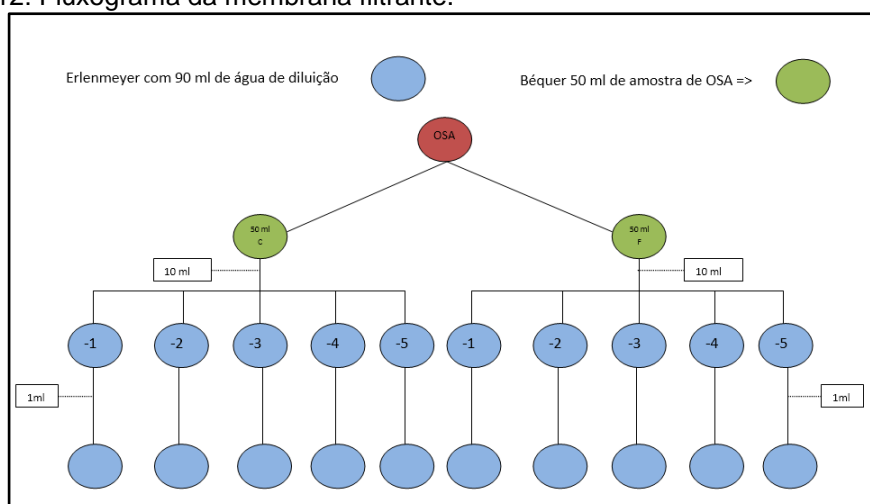 Fluxograma da membrana filtrante.
Erlenmeyer com 90 ml de água de diluição
Béquer 50 ml de amostra de OSA =>
OSA
50 ml
C
50 ml
F
10 ml
10 ml
-1
-2
-3
-4
-5
-1
-2
-3
-4
-5
1ml
1ml